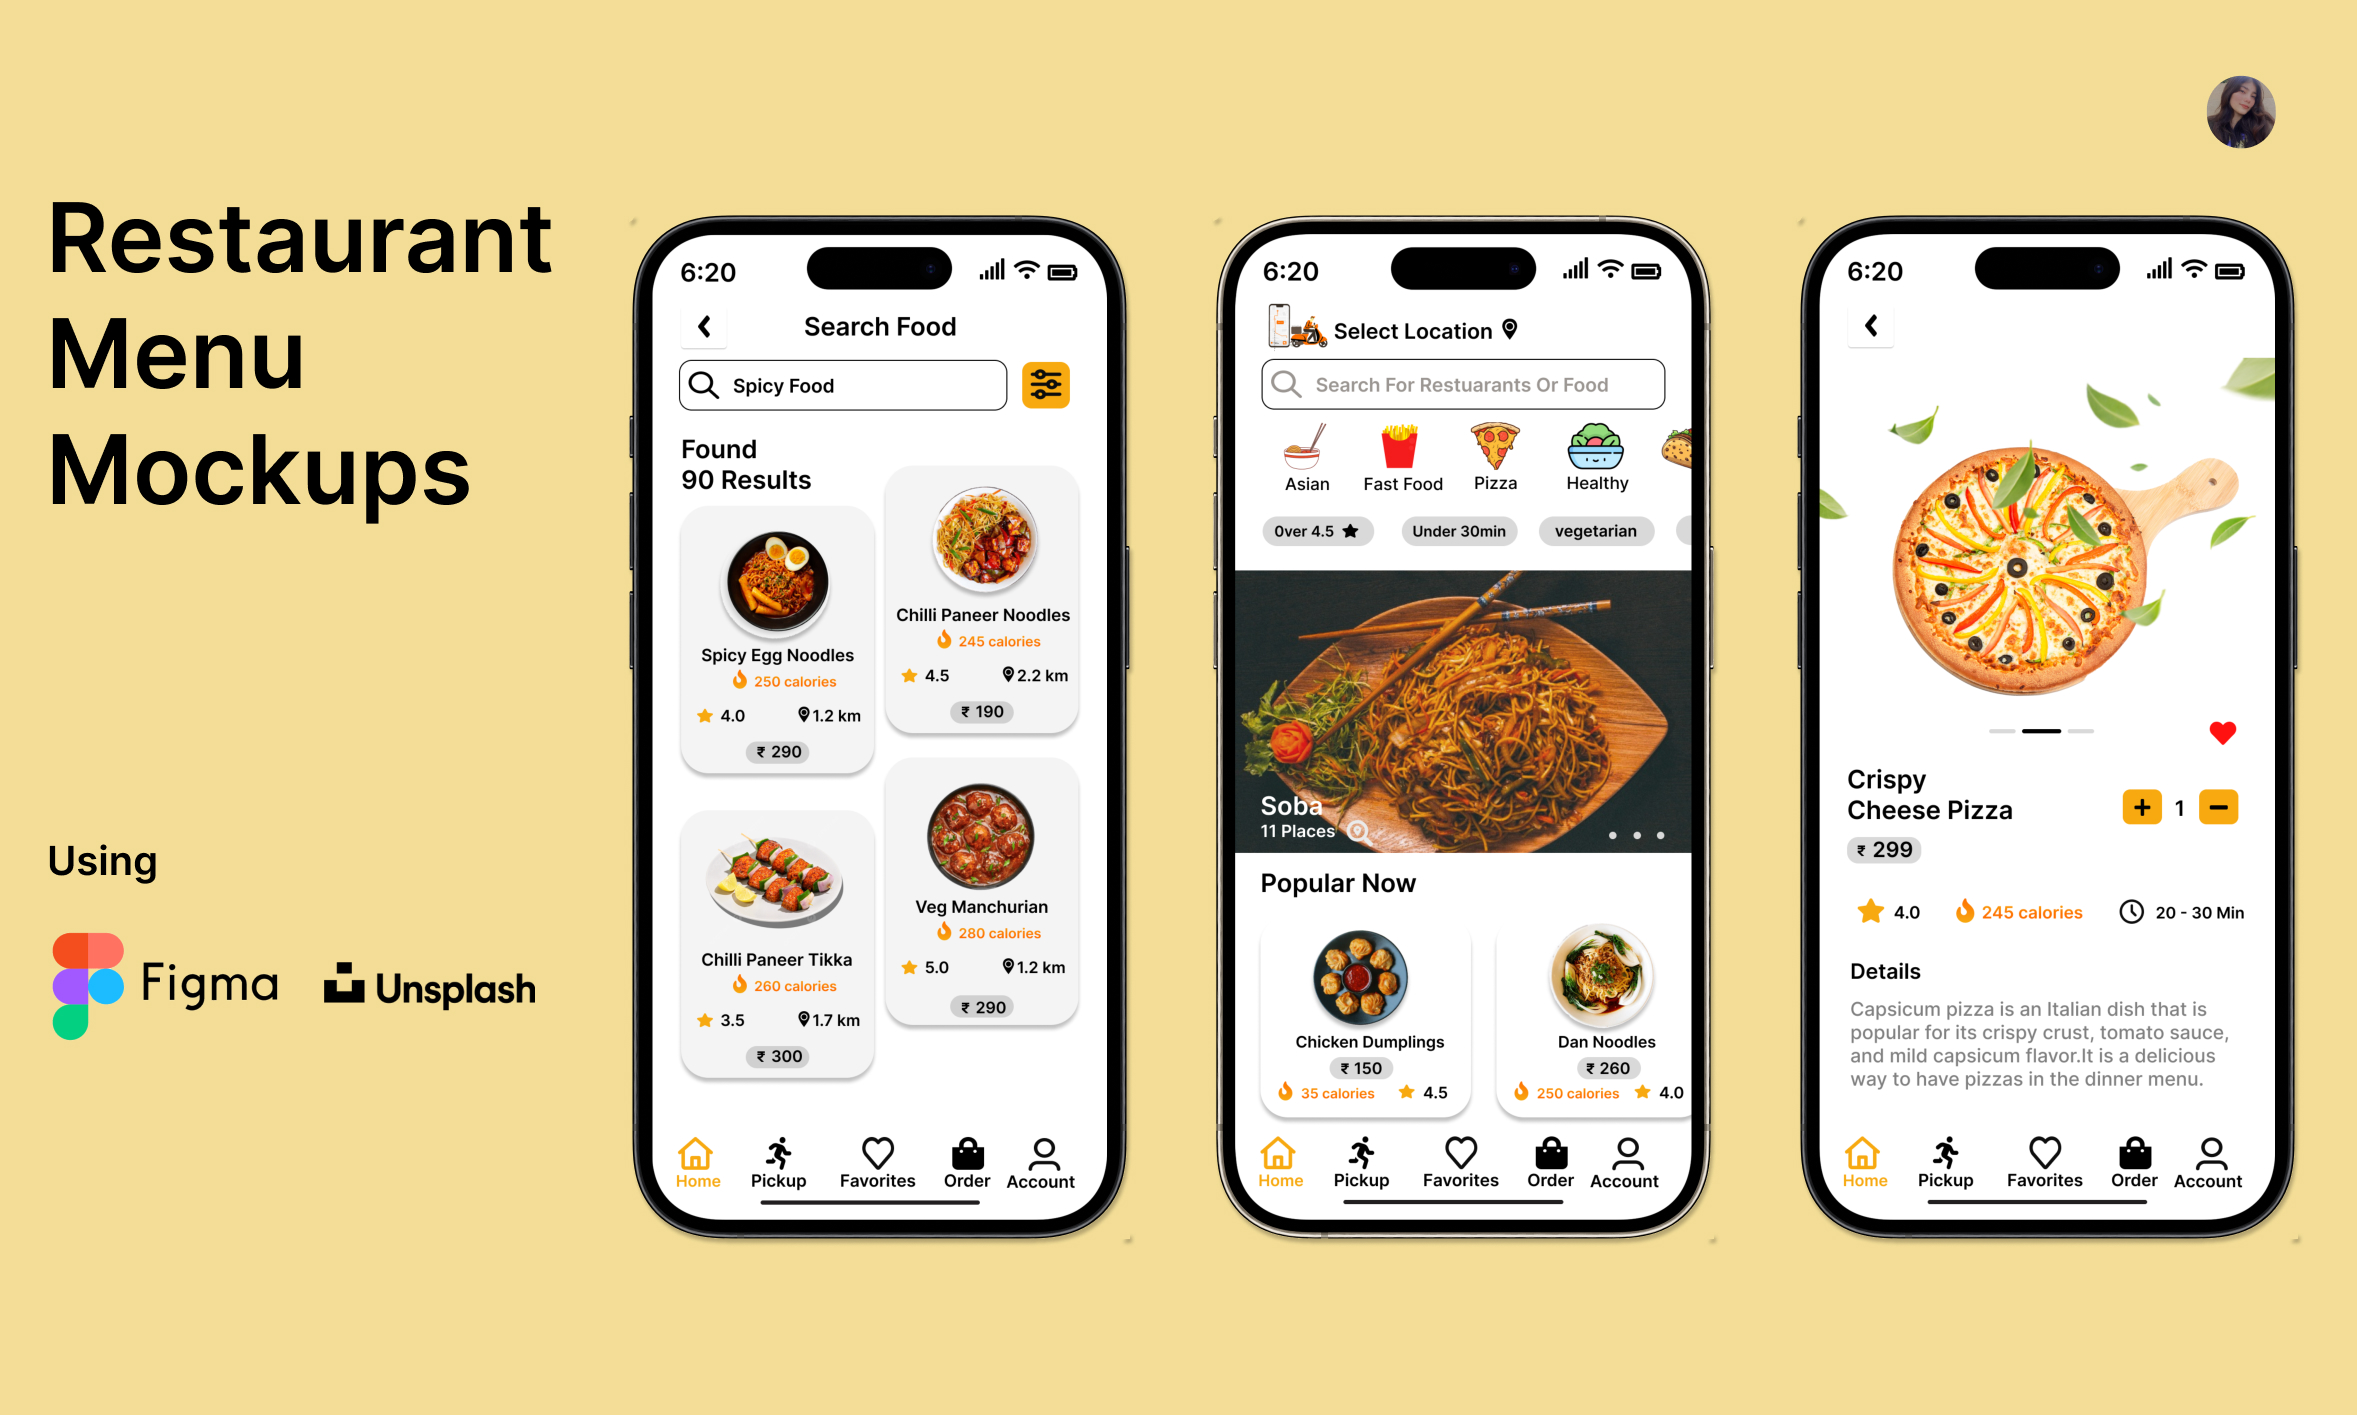 Restaurant
Menu
Mockups
Using
Figma
Unsplash
6:20
Search Food
Spicy Food
Found
90 Results
Spicy Egg Noodles
250 calories
4.0 1.2 km
₹ 290
Chilli Paneer Noodles
245 calories
4.5 2.2 km
₹ 190
Chilli Paneer Tikka
260 calories
3.5 1.7 km
₹ 300
Veg Manchurian
280 calories
5.0 1.2 km
₹ 290
Home Pickup Favorites Order Account
6:20
Select Location
Search For Restuarants Or Food
Asian Fast Food Pizza Healthy
Over 4.5 Under 30min vegetarian
Soba
11 Places
Popular Now
Chicken Dumplings
₹ 150
35 calories 4.5
Dan Noodles
₹ 260
250 calories 4.0
Home Pickup Favorites Order Account
6:20
Crispy
Cheese Pizza
+ 1 −
₹ 299
4.0 245 calories 20 - 30 Min
Details
Capsicum pizza is an Italian dish that is
popular for its crispy crust, tomato sauce,
and mild capsicum flavor.It is a delicious
way to have pizzas in the dinner menu.
Home Pickup Favorites Order Account